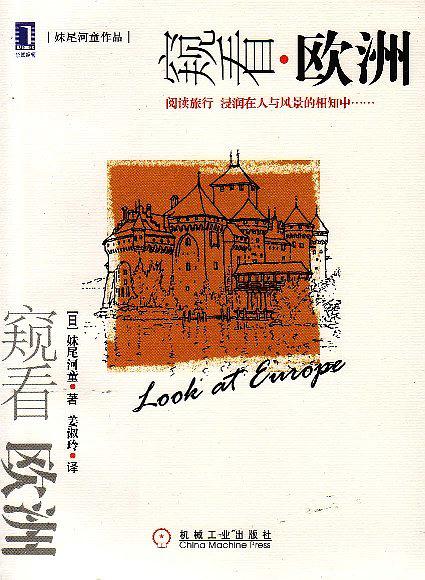 妹尾河童作品
窥看·欧洲
阅读旅行 浸润在人与风景的相知中……
Look at Europe
窥看 欧洲
[日]妹尾河童·著 姜淑玲·译
机械工业出版社
China Machine Press